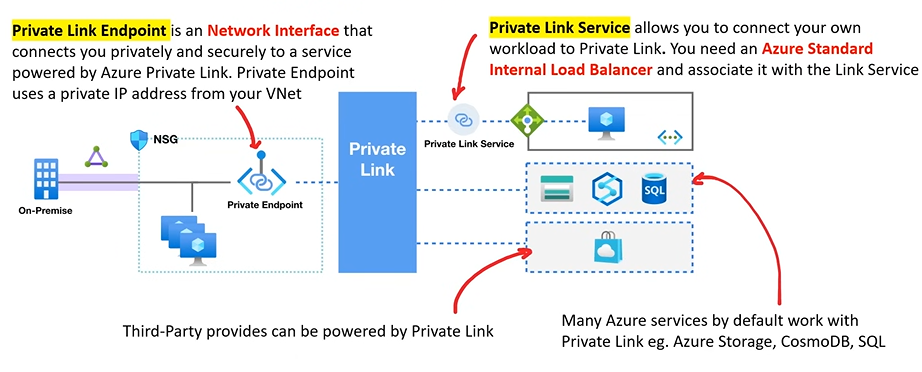 Private Link Endpoint is an Network Interface that
connects you privately and securely to a service
powered by Azure Private Link. Private Endpoint
uses a private IP address from your VNet
Private Link Service allows you to connect your own
workload to Private Link. You need an Azure Standard
Internal Load Balancer and associate it with the Link Service
NSG
On-Premise
Private Endpoint
Private
Link
Private Link Service
SQL
Third-Party provides can be powered by Private Link
Many Azure services by default work with
Private Link eg. Azure Storage, CosmoDB, SQL